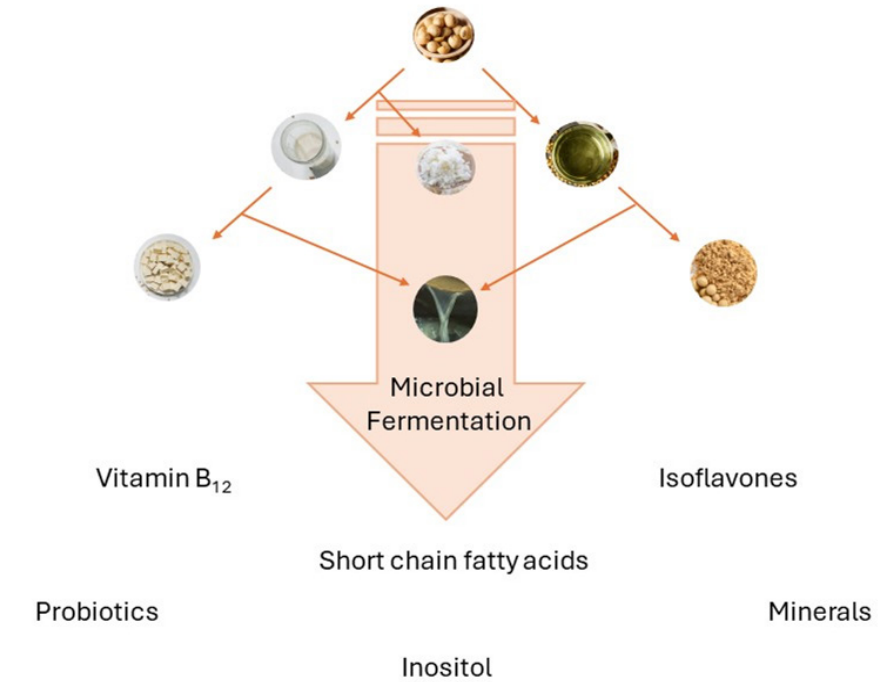 Microbial
Fermentation
Vitamin B₁₂
Isoflavones
Short chain fatty acids
Probiotics
Minerals
Inositol